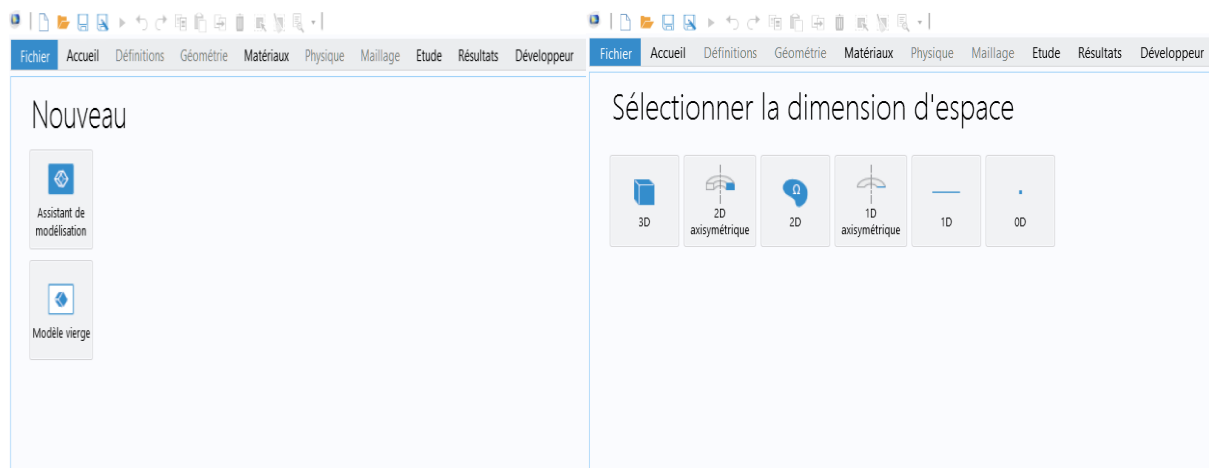 Fichier Accueil Définitions Géométrie Matériaux Physique Maillage Etude Résultats Développeur
Nouveau
Assistant de
modélisation
Modèle vierge
Fichier Accueil Définitions Géométrie Matériaux Physique Maillage Etude Résultats Développeur
Sélectionner la dimension d'espace
3D
2D
axisymétrique
2D
1D
axisymétrique
1D
0D